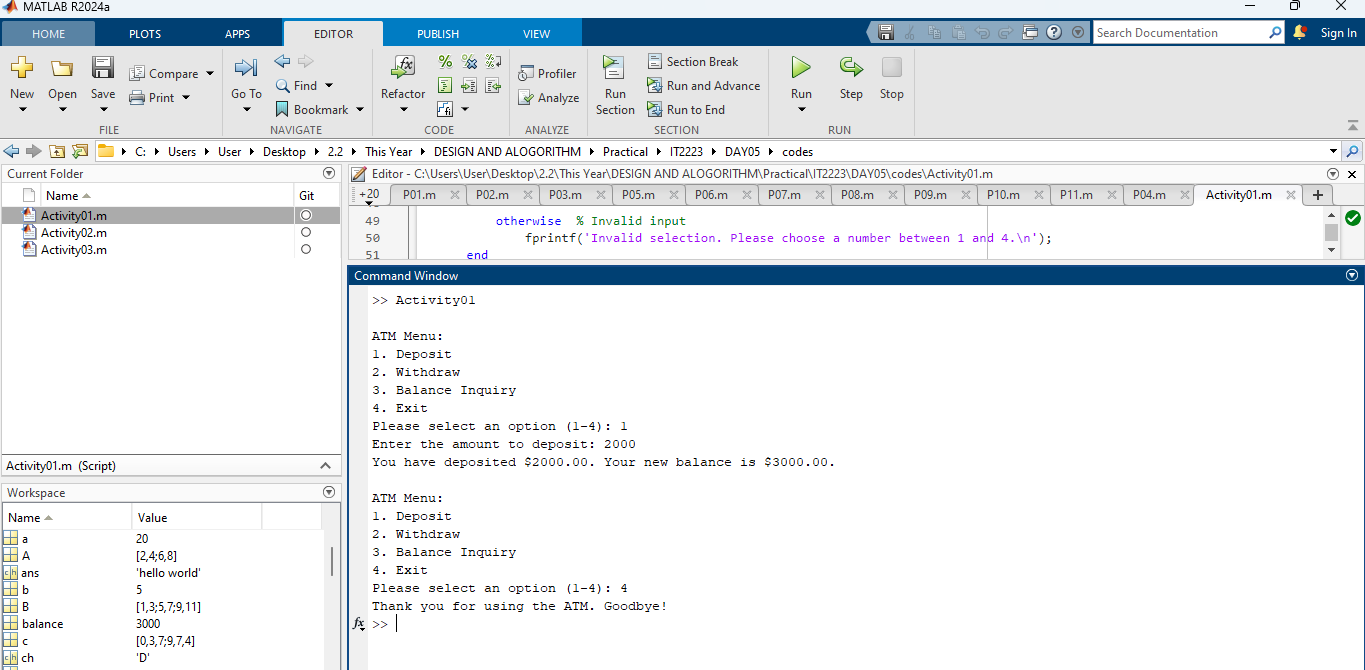 MATLAB R2024a
HOME PLOTS APPS EDITOR PUBLISH VIEW Search Documentation Sign In
New Open Save Compare Print
Go To Find Bookmark
Refactor
Profiler Analyze
Run Section Section Break Run and Advance Run to End
Run Step Stop
FILE NAVIGATE CODE ANALYZE SECTION RUN
C: Users User Desktop 2.2 This Year DESIGN AND ALOGORITHM Practical IT2223 DAY05 codes
Current Folder
Name Git
Activity01.m
Activity02.m
Activity03.m
Activity01.m (Script)
Workspace
Name Value
a 20
A [2,4;6,8]
ans 'hello world'
b 5
B [1,3;5,7;9,11]
balance 3000
c [0,3,7;9,7,4]
ch 'D'
Editor - C:\Users\User\Desktop\2.2\This Year\DESIGN AND ALOGORITHM\Practical\IT2223\DAY05\codes\Activity01.m
+20 P01.m P02.m P03.m P05.m P06.m P07.m P08.m P09.m P10.m P11.m P04.m Activity01.m
49 otherwise % Invalid input
50 fprintf('Invalid selection. Please choose a number between 1 and 4.\n');
51 end
Command Window
>> Activity01
ATM Menu:
1. Deposit
2. Withdraw
3. Balance Inquiry
4. Exit
Please select an option (1-4): 1
Enter the amount to deposit: 2000
You have deposited $2000.00. Your new balance is $3000.00.
ATM Menu:
1. Deposit
2. Withdraw
3. Balance Inquiry
4. Exit
Please select an option (1-4): 4
Thank you for using the ATM. Goodbye!
fx >>